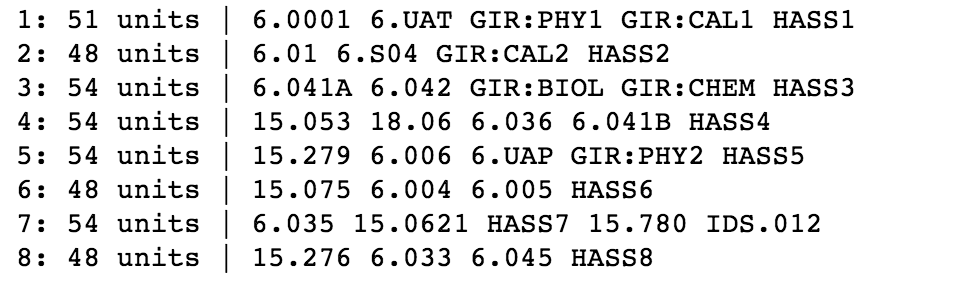 1: 51 units | 6.0001 6.UAT GIR:PHY1 GIR:CAL1 HASS1
2: 48 units | 6.01 6.S04 GIR:CAL2 HASS2
3: 54 units | 6.041A 6.042 GIR:BIOL GIR:CHEM HASS3
4: 54 units | 15.053 18.06 6.036 6.041B HASS4
5: 54 units | 15.279 6.006 6.UAP GIR:PHY2 HASS5
6: 48 units | 15.075 6.004 6.005 HASS6
7: 54 units | 6.035 15.0621 HASS7 15.780 IDS.012
8: 48 units | 15.276 6.033 6.045 HASS8